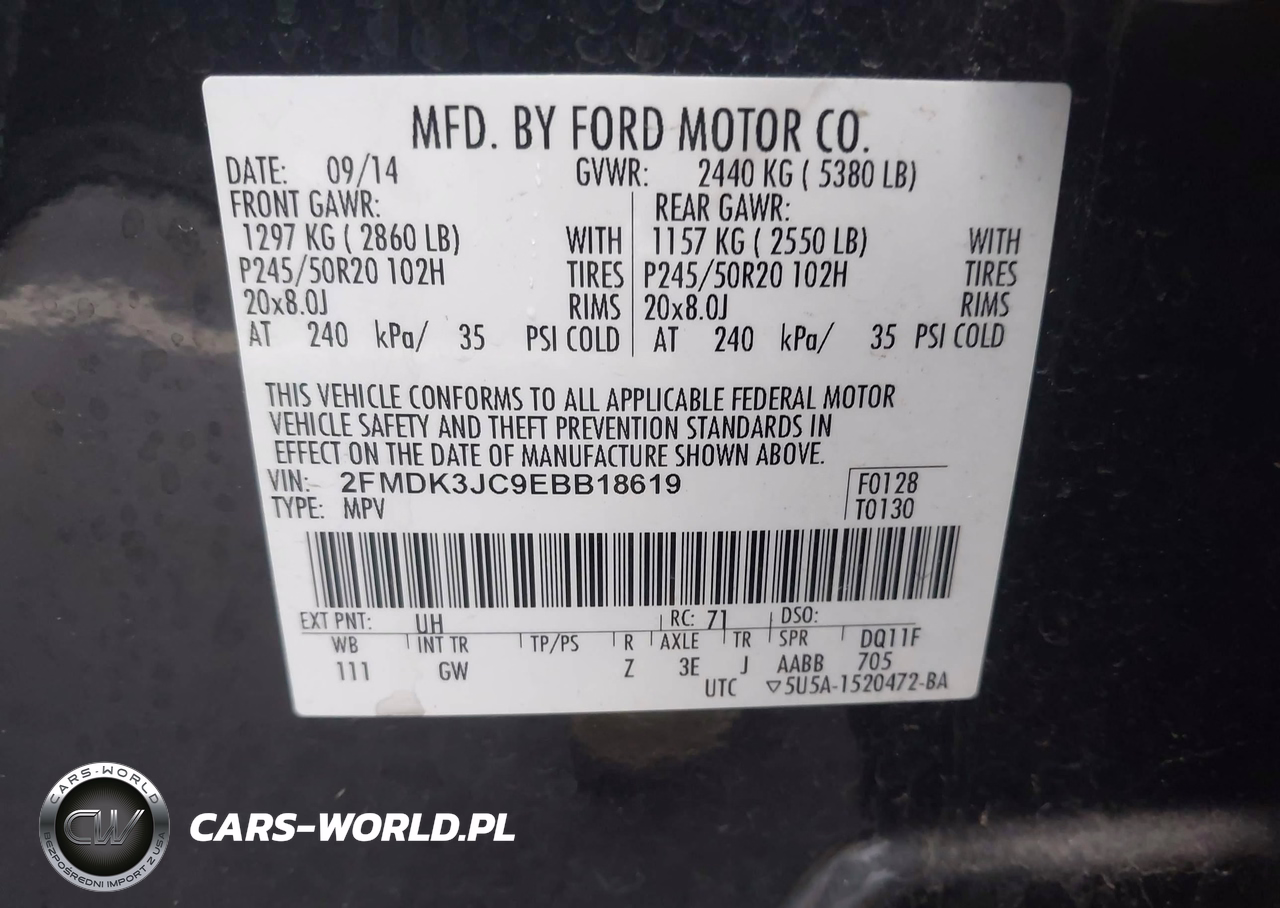 MFD. BY FORD MOTOR CO.
DATE: 09/14 GVWR: 2440 KG ( 5380 LB)
FRONT GAWR: REAR GAWR:
1297 KG ( 2860 LB) WITH 1157 KG ( 2550 LB) WITH
P245/50R20 102H TIRES P245/50R20 102H TIRES
20x8.0J RIMS 20x8.0J RIMS
AT 240 kPa/ 35 PSI COLD AT 240 kPa/ 35 PSI COLD
THIS VEHICLE CONFORMS TO ALL APPLICABLE FEDERAL MOTOR
VEHICLE SAFETY AND THEFT PREVENTION STANDARDS IN
EFFECT ON THE DATE OF MANUFACTURE SHOWN ABOVE.
VIN: 2FMDK3JC9EBB18619 F0128
TYPE: MPV T0130
EXT PNT: UH RC: 71 DSO:
WB INT TR TP/PS R AXLE TR SPR DQ11F
111 GW Z 3E J AABB 705
UTC ▽5U5A-1520472-BA
CARS-WORLD
CW
BEZPOŚREDNI IMPORT Z USA
CARS-WORLD.PL